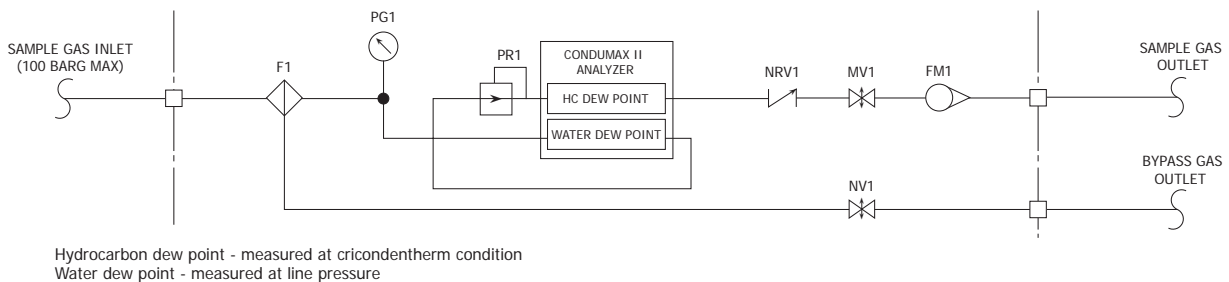 SAMPLE GAS INLET
(100 BARG MAX)
F1
PG1
PR1
CONDUMAX II
ANALYZER
HC DEW POINT
WATER DEW POINT
NRV1
MV1
FM1
SAMPLE GAS
OUTLET
NV1
BYPASS GAS
OUTLET
Hydrocarbon dew point - measured at cricondentherm condition
Water dew point - measured at line pressure